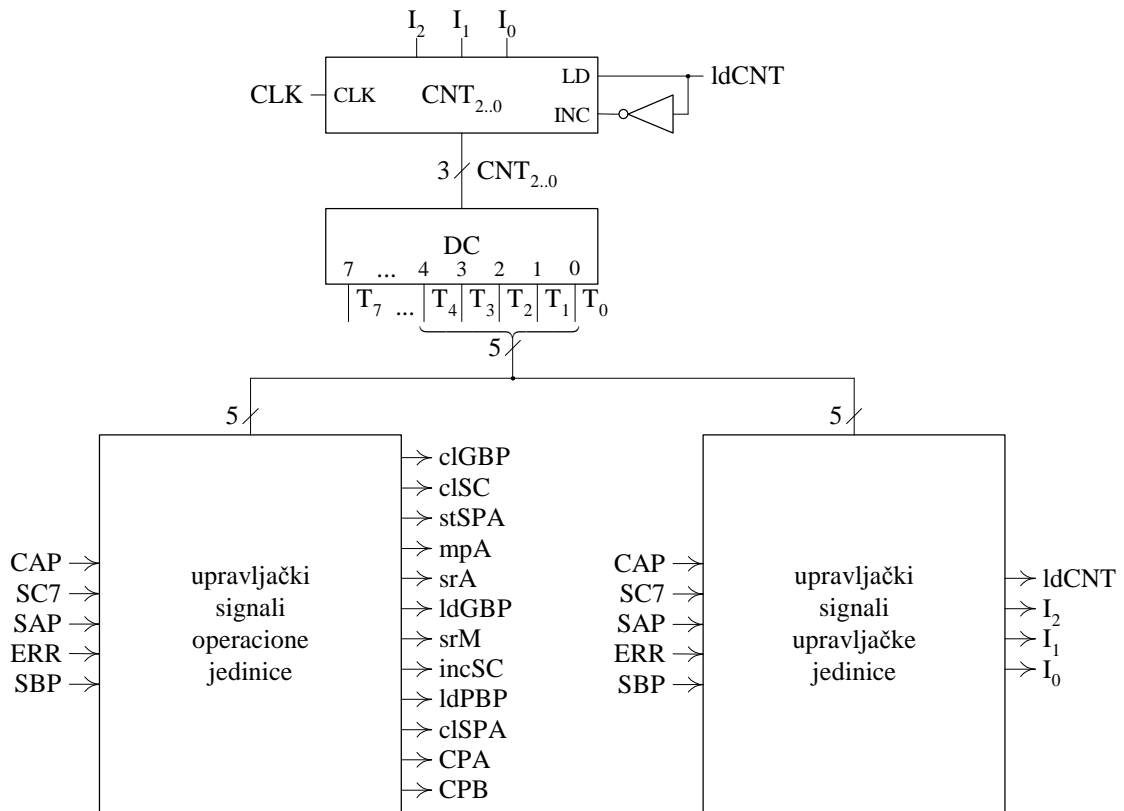 I2 I1 I0
CLK CLK CNT2..0 LD ldCNT
INC
3 CNT2..0
DC
7 ... 4 3 2 1 0
T7 ... T4 T3 T2 T1 T0
5
5 5
CAP
SC7
SAP
ERR
SBP
upravljački
signali
operacione
jedinice
clGBP
clSC
stSPA
mpA
srA
ldGBP
srM
incSC
ldPBP
clSPA
CPA
CPB
CAP
SC7
SAP
ERR
SBP
upravljački
signali
upravljačke
jedinice
ldCNT
I2
I1
I0